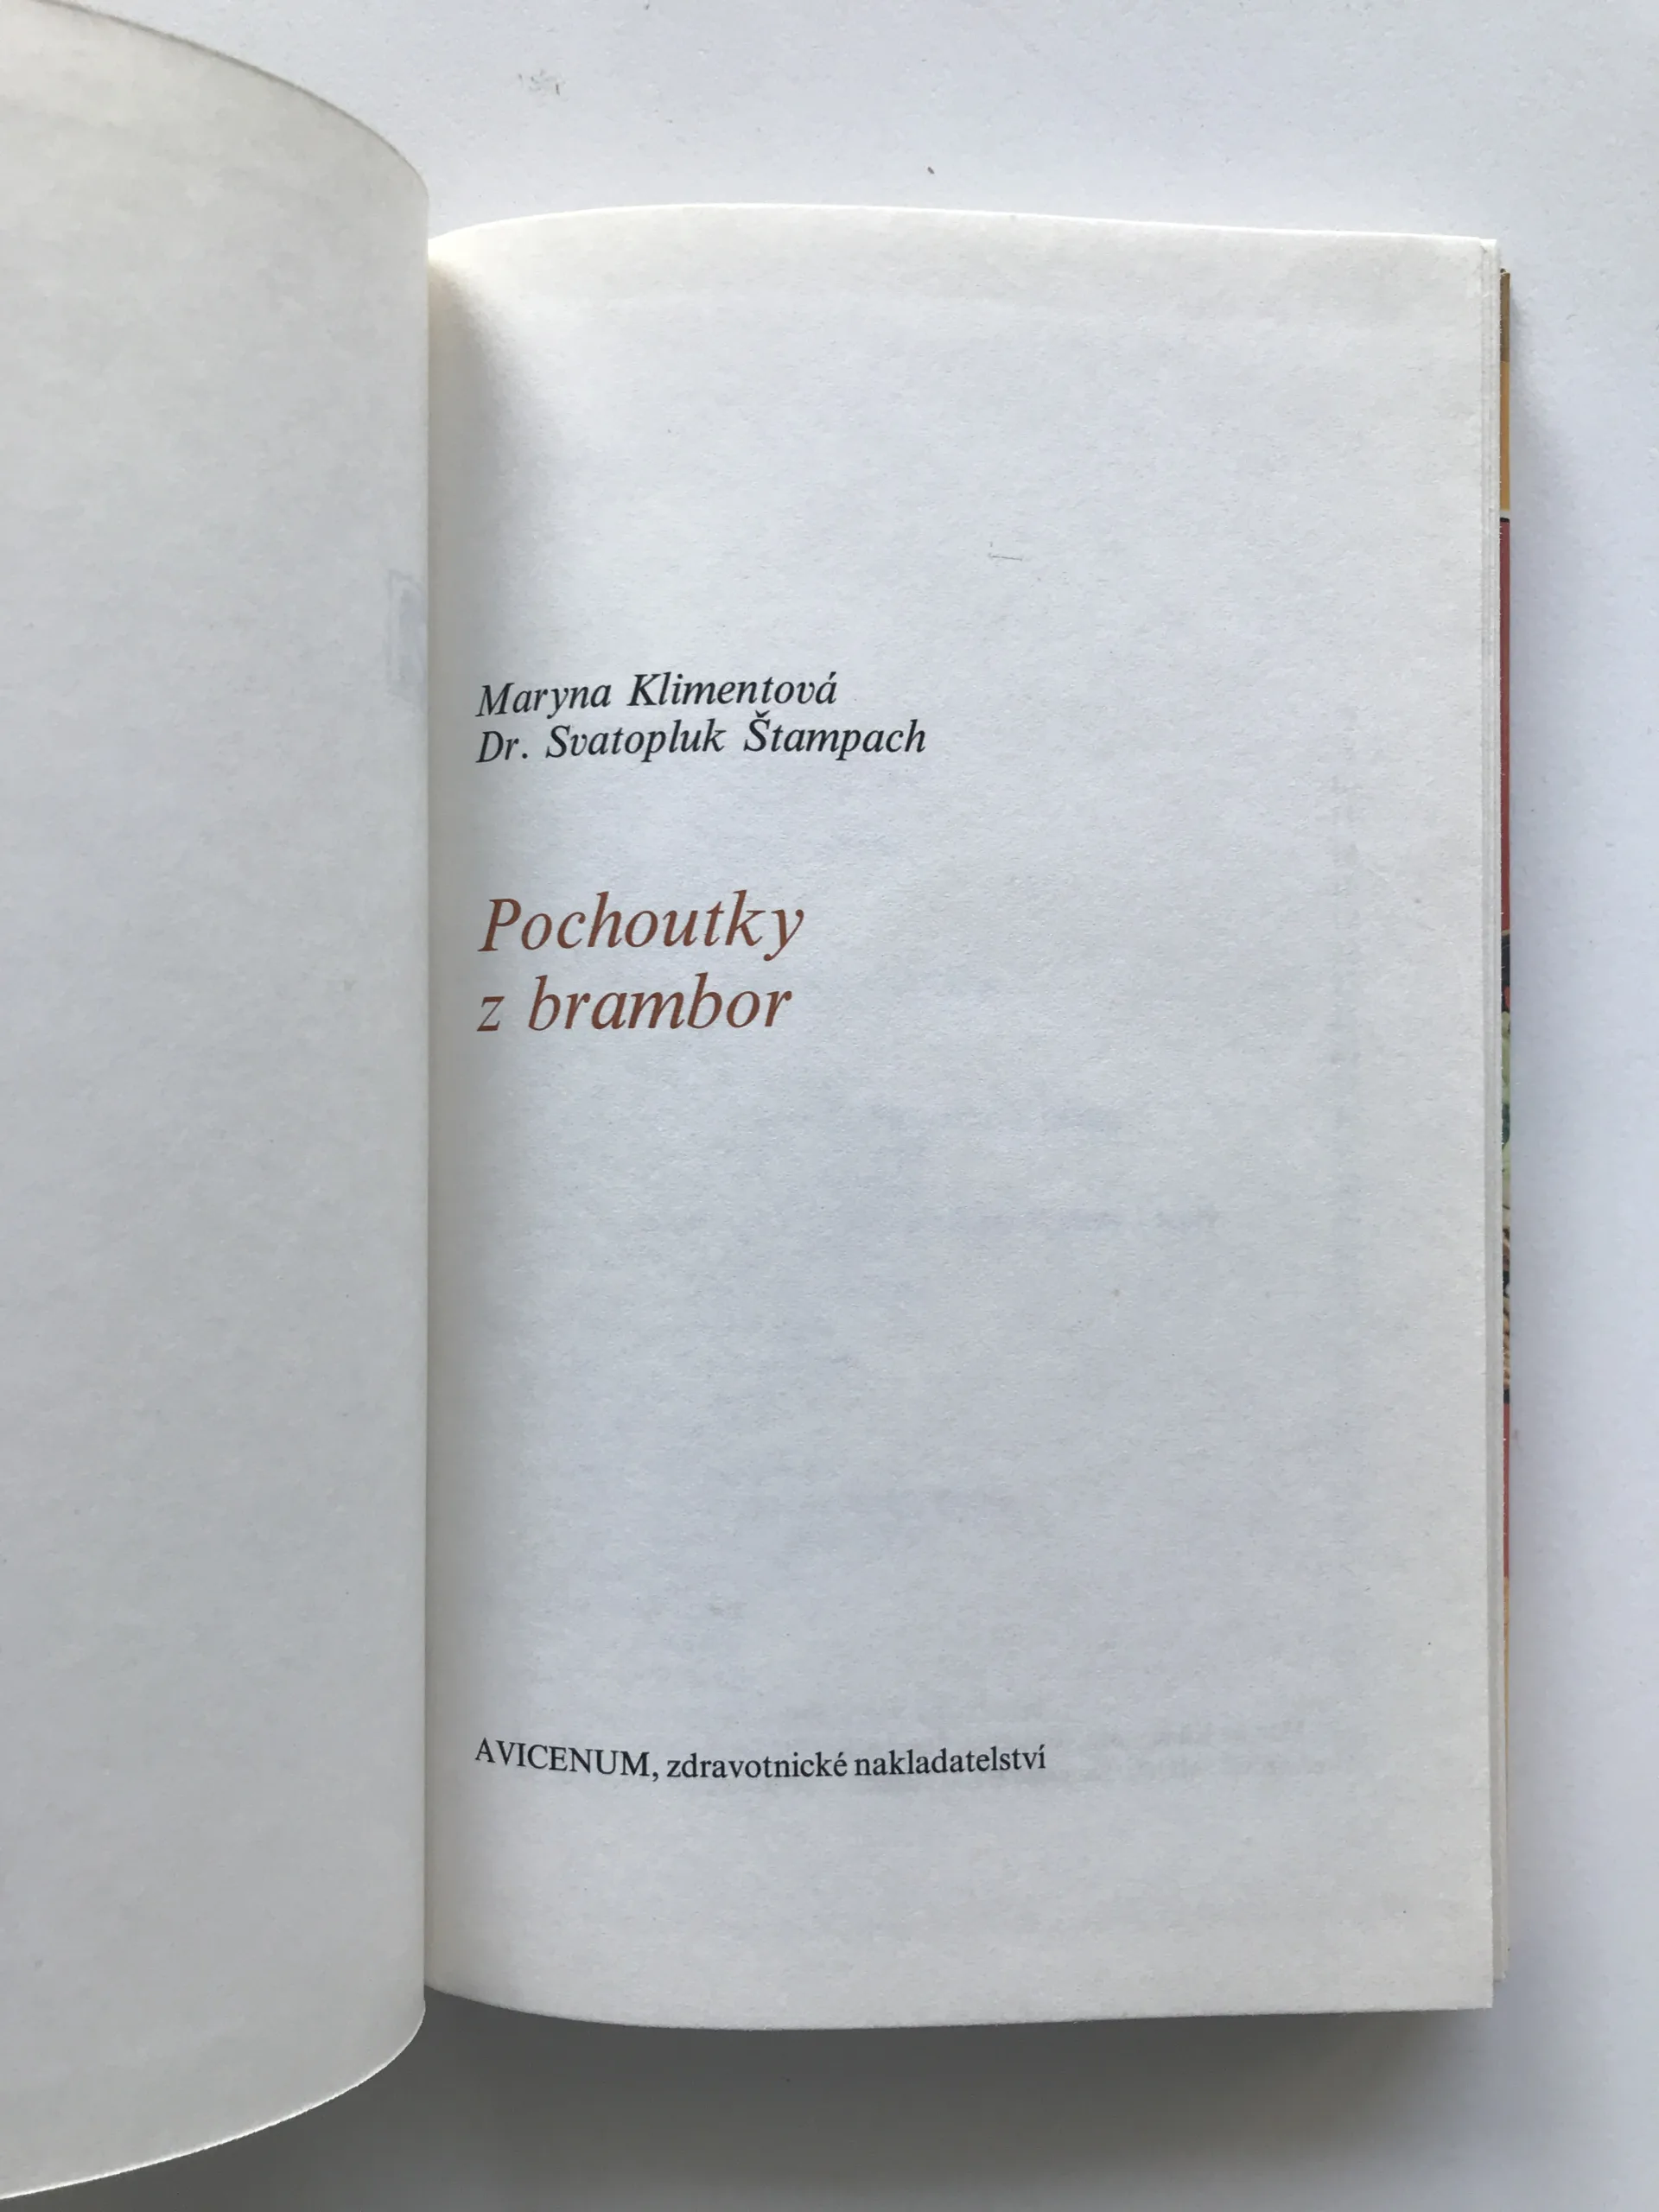 Maryna Klimentová
Dr. Svatopluk Štampach
Pochoutky
z brambor
AVICENUM, zdravotnické nakladatelství